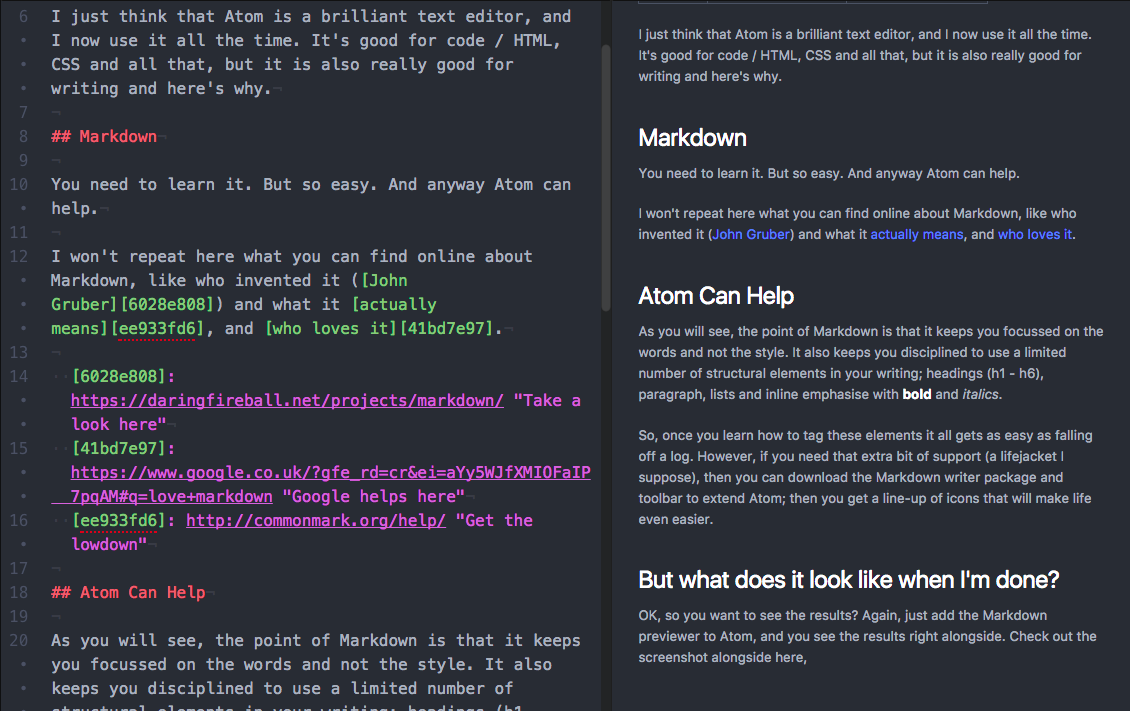 6 I just think that Atom is a brilliant text editor, and
I now use it all the time. It's good for code / HTML,
CSS and all that, but it is also really good for
writing and here's why.¬
7 ¬
8 ## Markdown¬
9 ¬
10 You need to learn it. But so easy. And anyway Atom can
help.¬
11 ¬
12 I won't repeat here what you can find online about
Markdown, like who invented it ([John
Gruber][6028e808]) and what it [actually
means][ee933fd6], and [who loves it][41bd7e97].¬
13 ¬
14 [6028e808]:
https://daringfireball.net/projects/markdown/ "Take a
look here"¬
15 [41bd7e97]:
https://www.google.co.uk/?gfe_rd=cr&ei=aYy5WJfXMIOFaIP
7pqAM#q=love+markdown "Google helps here"¬
16 [ee933fd6]: http://commonmark.org/help/ "Get the
lowdown"¬
17 ¬
18 ## Atom Can Help¬
19 ¬
20 As you will see, the point of Markdown is that it keeps
you focussed on the words and not the style. It also
keeps you disciplined to use a limited number of
structural elements in your writing; headings (h1
I just think that Atom is a brilliant text editor, and I now use it all the time.
It's good for code / HTML, CSS and all that, but it is also really good for
writing and here's why.
Markdown
You need to learn it. But so easy. And anyway Atom can help.
I won't repeat here what you can find online about Markdown, like who
invented it (John Gruber) and what it actually means, and who loves it.
Atom Can Help
As you will see, the point of Markdown is that it keeps you focussed on the
words and not the style. It also keeps you disciplined to use a limited
number of structural elements in your writing; headings (h1 - h6),
paragraph, lists and inline emphasise with bold and italics.
So, once you learn how to tag these elements it all gets as easy as falling
off a log. However, if you need that extra bit of support (a lifejacket I
suppose), then you can download the Markdown writer package and
toolbar to extend Atom; then you get a line-up of icons that will make life
even easier.
But what does it look like when I'm done?
OK, so you want to see the results? Again, just add the Markdown
previewer to Atom, and you see the results right alongside. Check out the
screenshot alongside here,